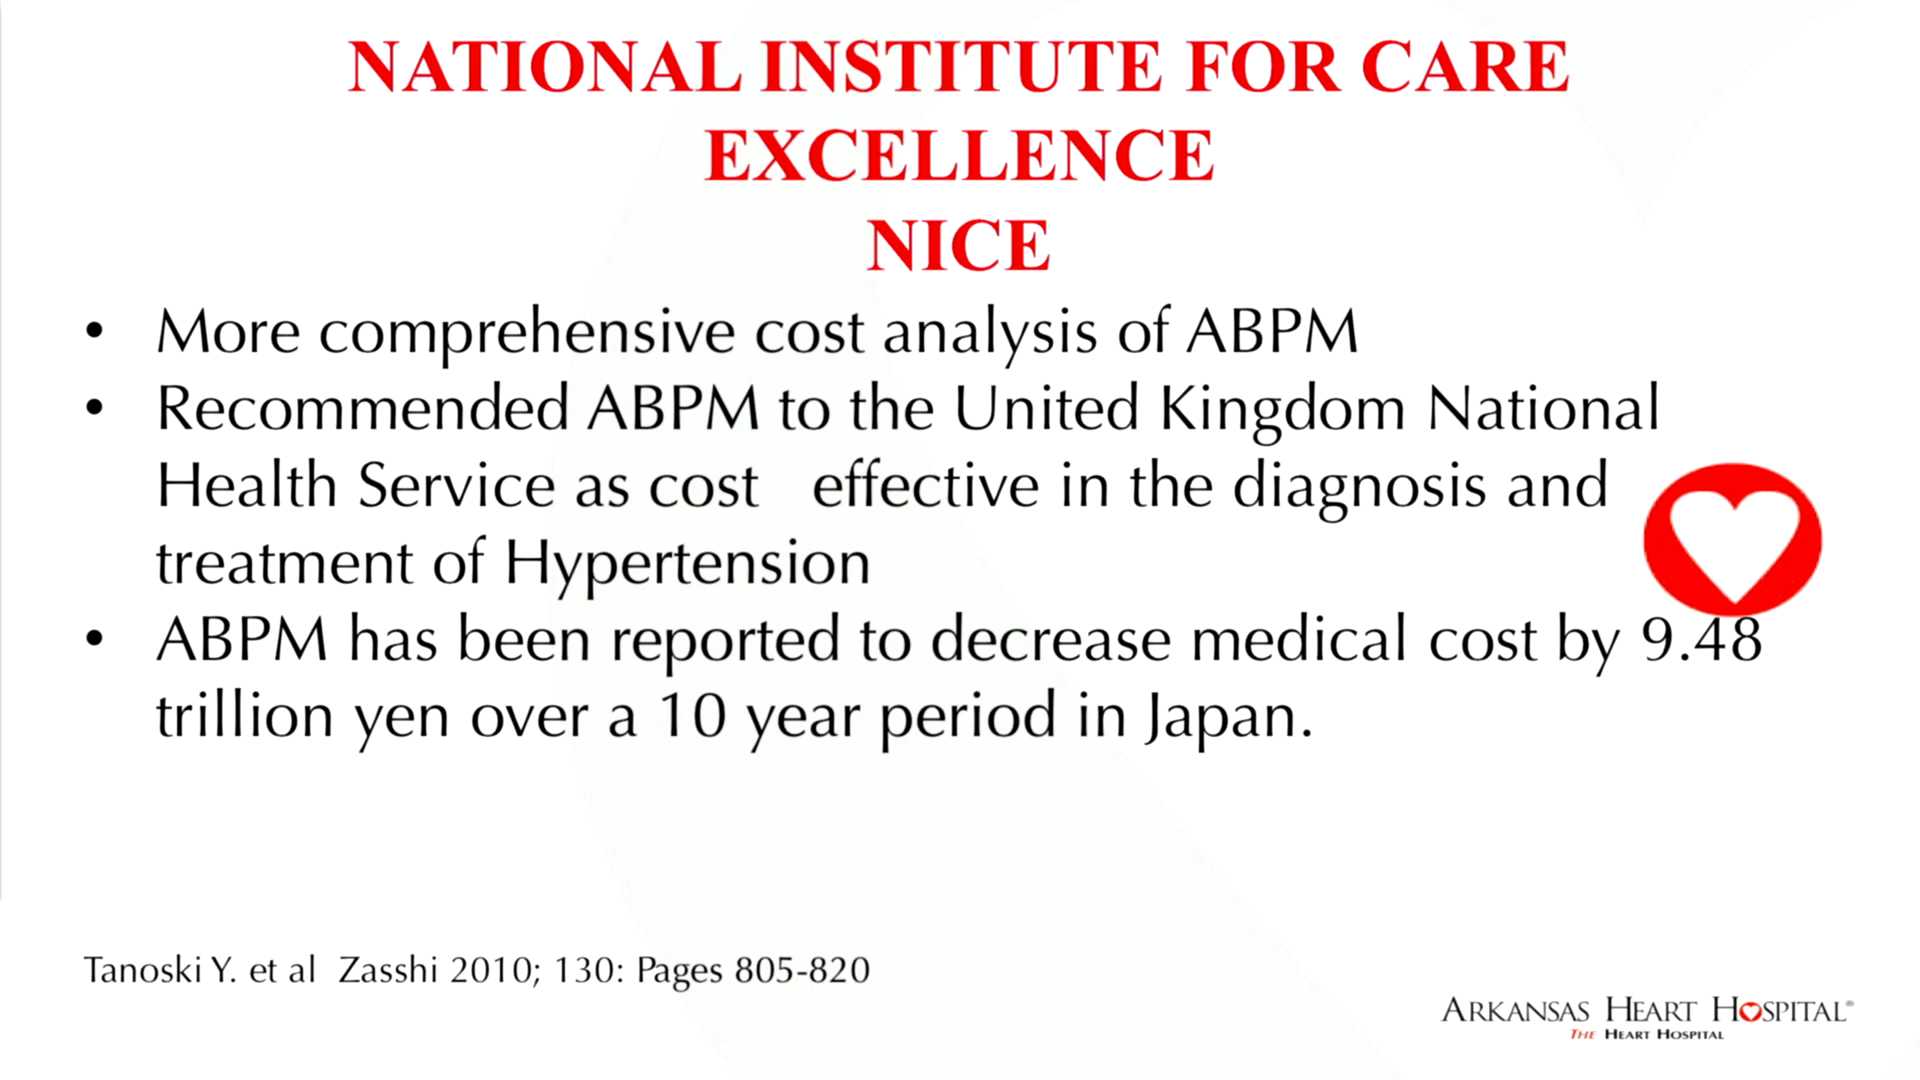 NATIONAL INSTITUTE FOR CARE
EXCELLENCE
NICE
• More comprehensive cost analysis of ABPM
• Recommended ABPM to the United Kingdom National
Health Service as cost   effective in the diagnosis and
treatment of Hypertension
• ABPM has been reported to decrease medical cost by 9.48
trillion yen over a 10 year period in Japan.
Tanoski Y. et al  Zasshi 2010; 130: Pages 805-820
ARKANSAS HEART HOSPITAL®
THE HEART HOSPITAL